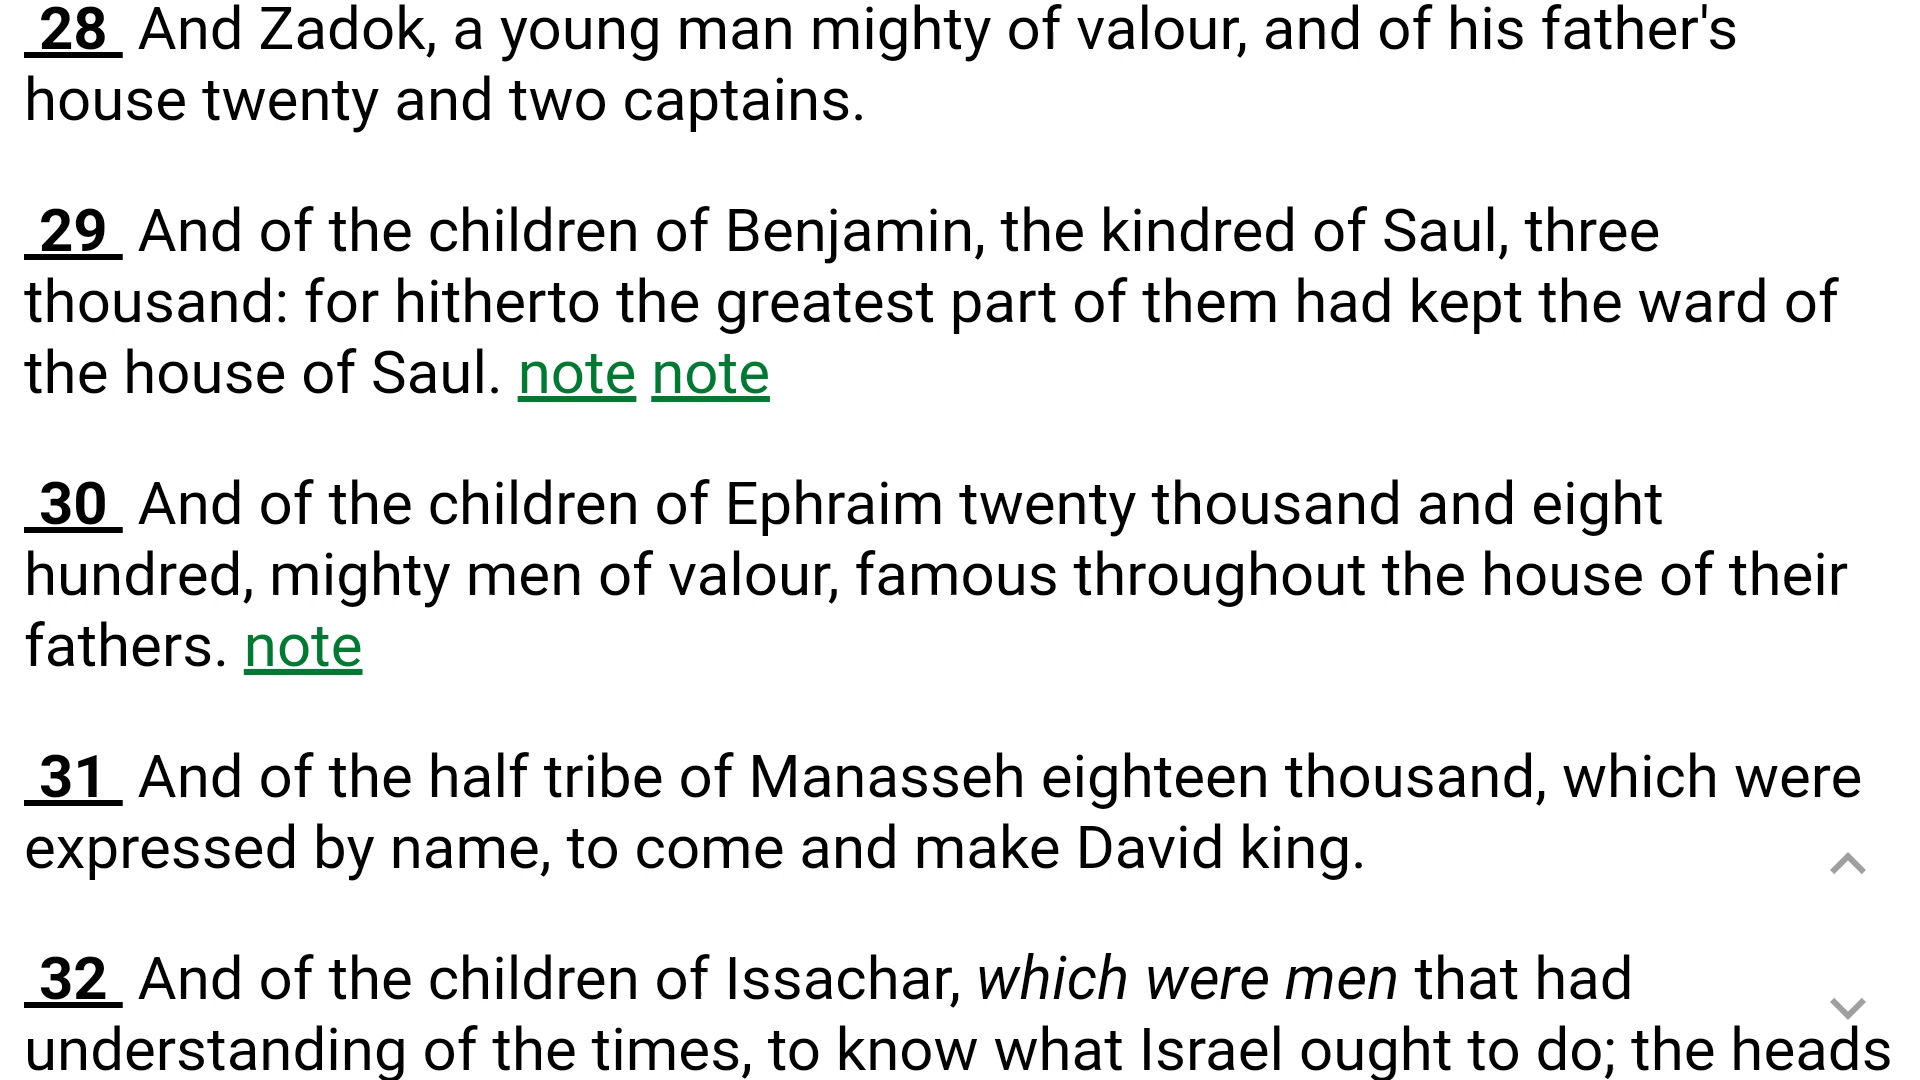 28 And Zadok, a young man mighty of valour, and of his father's
house twenty and two captains.
29 And of the children of Benjamin, the kindred of Saul, three
thousand: for hitherto the greatest part of them had kept the ward of
the house of Saul. note note
30 And of the children of Ephraim twenty thousand and eight
hundred, mighty men of valour, famous throughout the house of their
fathers. note
31 And of the half tribe of Manasseh eighteen thousand, which were
expressed by name, to come and make David king.
32 And of the children of Issachar, which were men that had
understanding of the times, to know what Israel ought to do; the heads